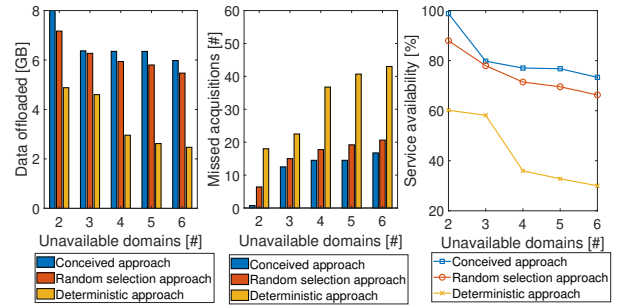 Data offloaded [GB]
8
6
4
2
0
2 3 4 5 6
Unavailable domains [#]
Conceived approach
Random selection approach
Deterministic approach
Missed acquisitions [#]
60
50
40
30
20
10
0
2 3 4 5 6
Unavailable domains [#]
Conceived approach
Random selection approach
Deterministic approach
Service availability [%]
100
80
60
40
20
2 3 4 5 6
Unavailable domains [#]
Conceived approach
Random selection approach
Deterministic approach